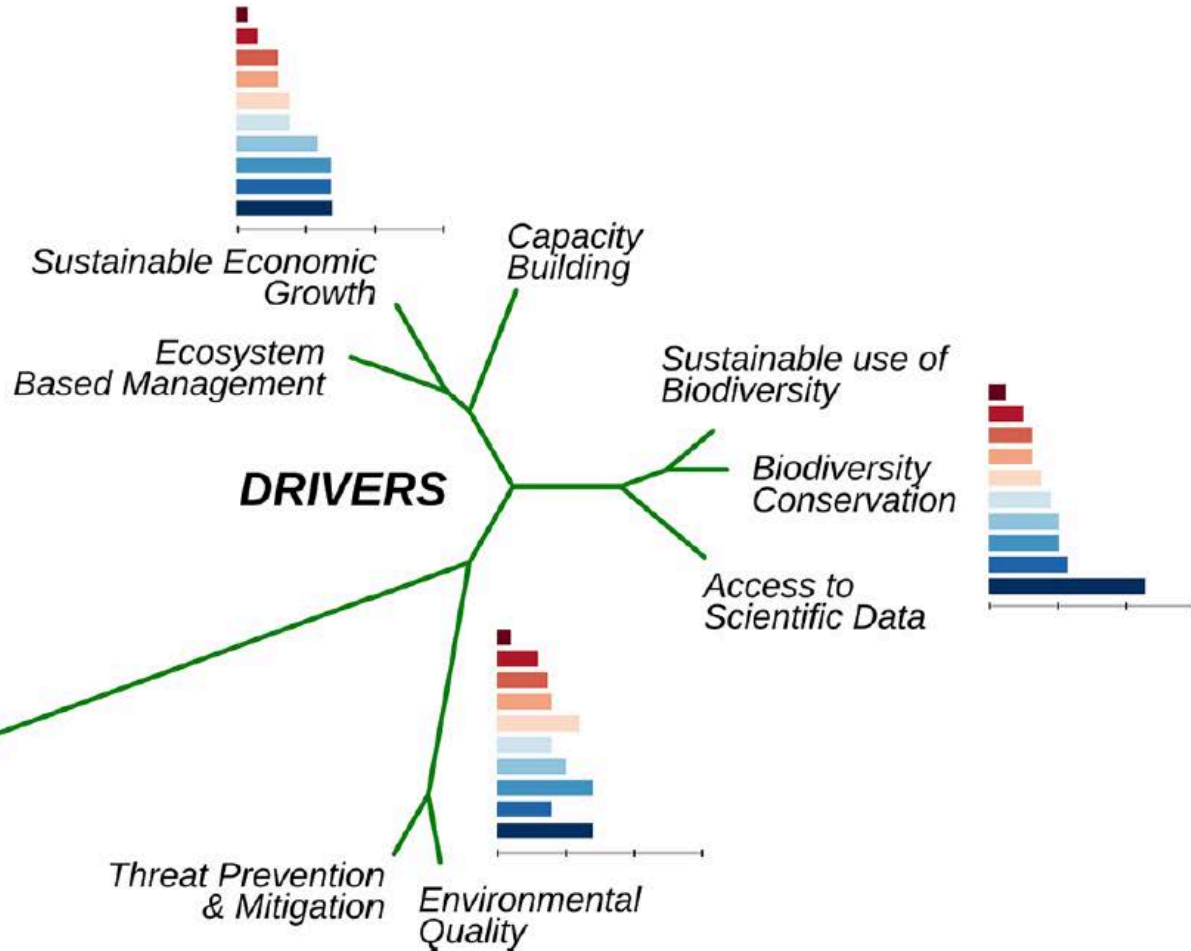 Capacity
Building
Sustainable Economic
Growth
Ecosystem
Based Management
Sustainable use of
Biodiversity
Biodiversity
Conservation
DRIVERS
Access to
Scientific Data
Threat Prevention
& Mitigation
Environmental
Quality